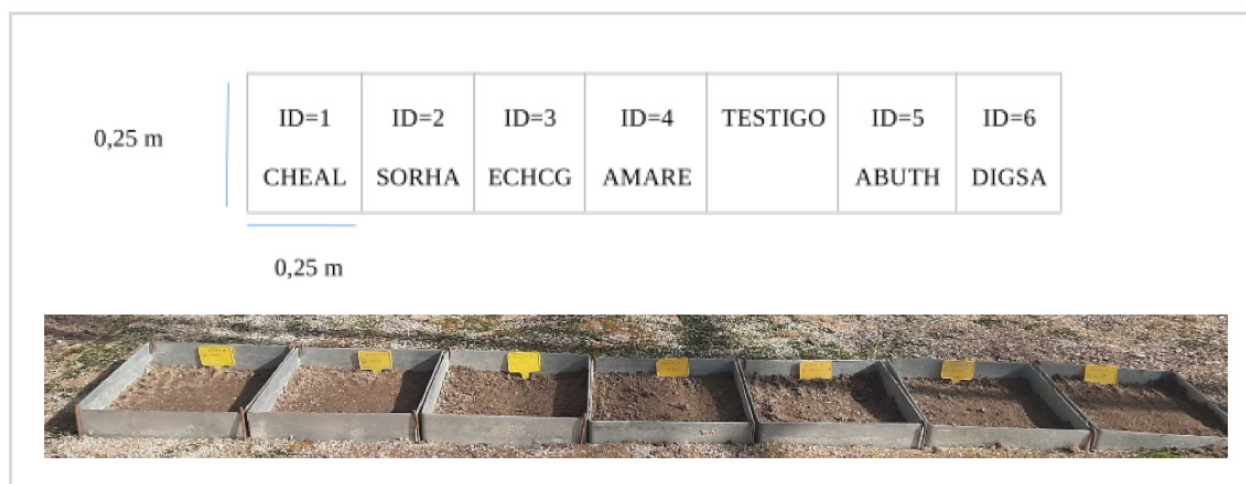 ID=1 ID=2 ID=3 ID=4 TESTIGO ID=5 ID=6
0,25 m
CHEAL SORHA ECHCG AMARE ABUTH DIGSA
0,25 m